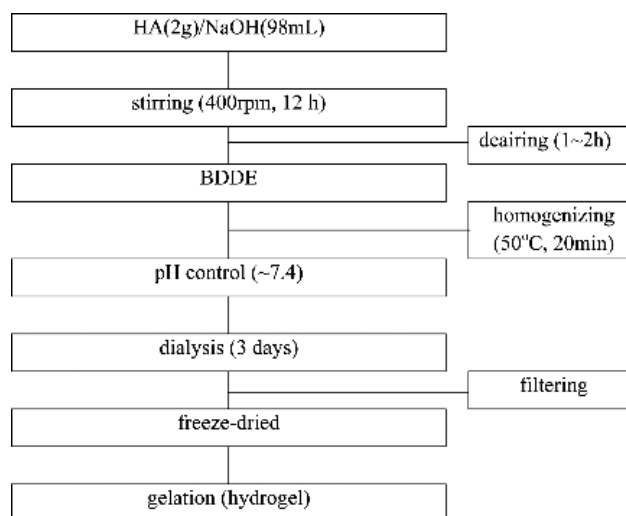 HA(2g)/NaOH(98mL)
stirring (400rpm, 12 h)
deairing (1~2h)
BDDE
homogenizing
(50°C, 20min)
pH control (~7.4)
dialysis (3 days)
filtering
freeze-dried
gelation (hydrogel)